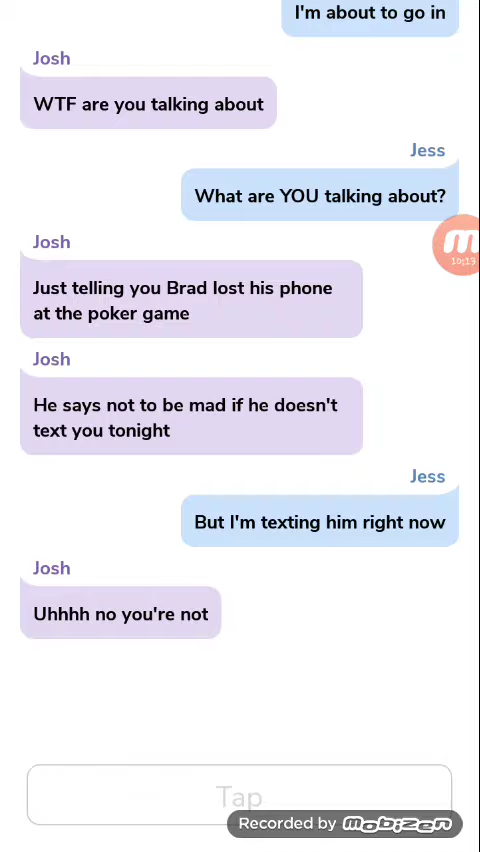 I'm about to go in
Josh
WTF are you talking about
Jess
What are YOU talking about?
Josh
10:13
Just telling you Brad lost his phone
at the poker game
Josh
He says not to be mad if he doesn't
text you tonight
Jess
But I'm texting him right now
Josh
Uhhhh no you're not
Tap
Recorded by mobizen